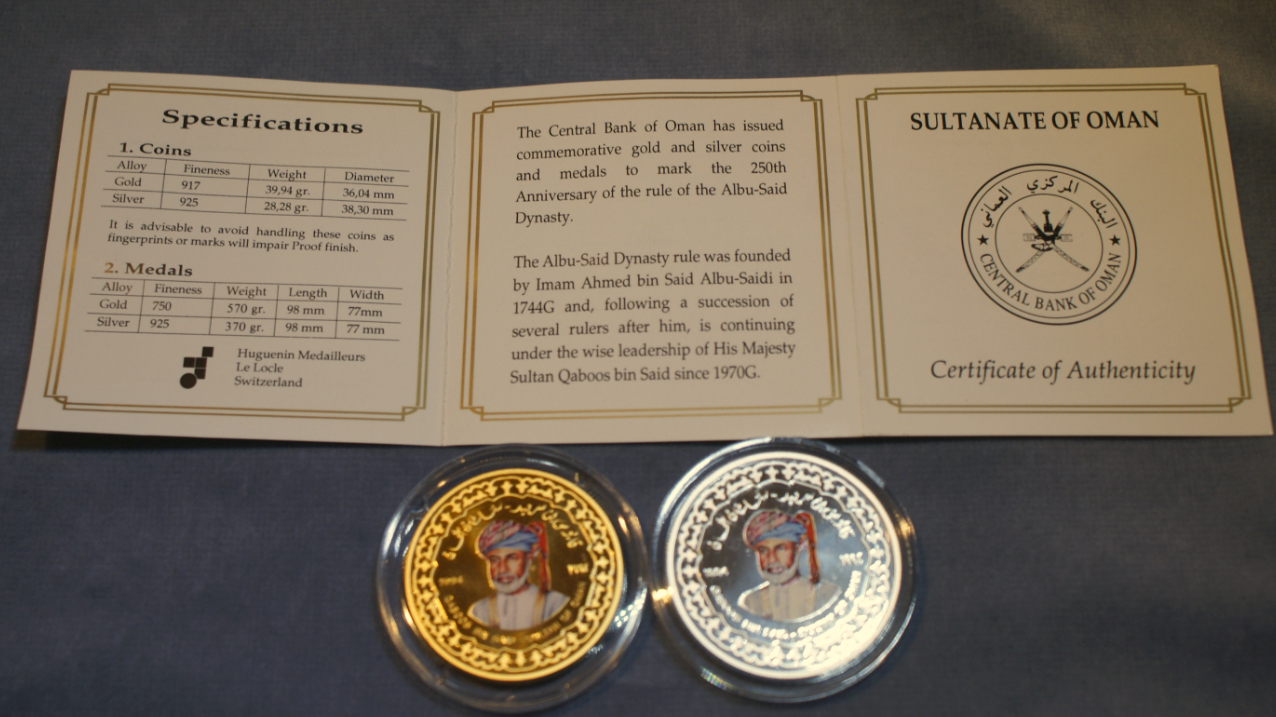 Specifications
1. Coins
Alloy Fineness Weight Diameter
Gold 917 39,94 gr. 36,04 mm
Silver 925 28,28 gr. 38,30 mm
It is advisable to avoid handling these coins as
fingerprints or marks will impair Proof finish.
2. Medals
Alloy Fineness Weight Length Width
Gold 750 570 gr. 98 mm 77mm
Silver 925 370 gr. 98 mm 77 mm
Huguenin Medailleurs
Le Locle
Switzerland
The Central Bank of Oman has issued
commemorative gold and silver coins
and medals to mark the 250th
Anniversary of the rule of the Albu-Said
Dynasty.
The Albu-Said Dynasty rule was founded
by Imam Ahmed bin Said Albu-Saidi in
1744G and, following a succession of
several rulers after him, is continuing
under the wise leadership of His Majesty
Sultan Qaboos bin Said since 1970G.
SULTANATE OF OMAN
البنك المركزي العماني
CENTRAL BANK OF OMAN
Certificate of Authenticity